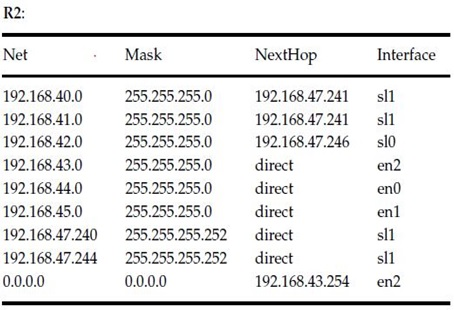 R2:
Net Mask NextHop Interface
192.168.40.0 255.255.255.0 192.168.47.241 sl1
192.168.41.0 255.255.255.0 192.168.47.241 sl1
192.168.42.0 255.255.255.0 192.168.47.246 sl0
192.168.43.0 255.255.255.0 direct en2
192.168.44.0 255.255.255.0 direct en0
192.168.45.0 255.255.255.0 direct en1
192.168.47.240 255.255.255.252 direct sl1
192.168.47.244 255.255.255.252 direct sl1
0.0.0.0 0.0.0.0 192.168.43.254 en2